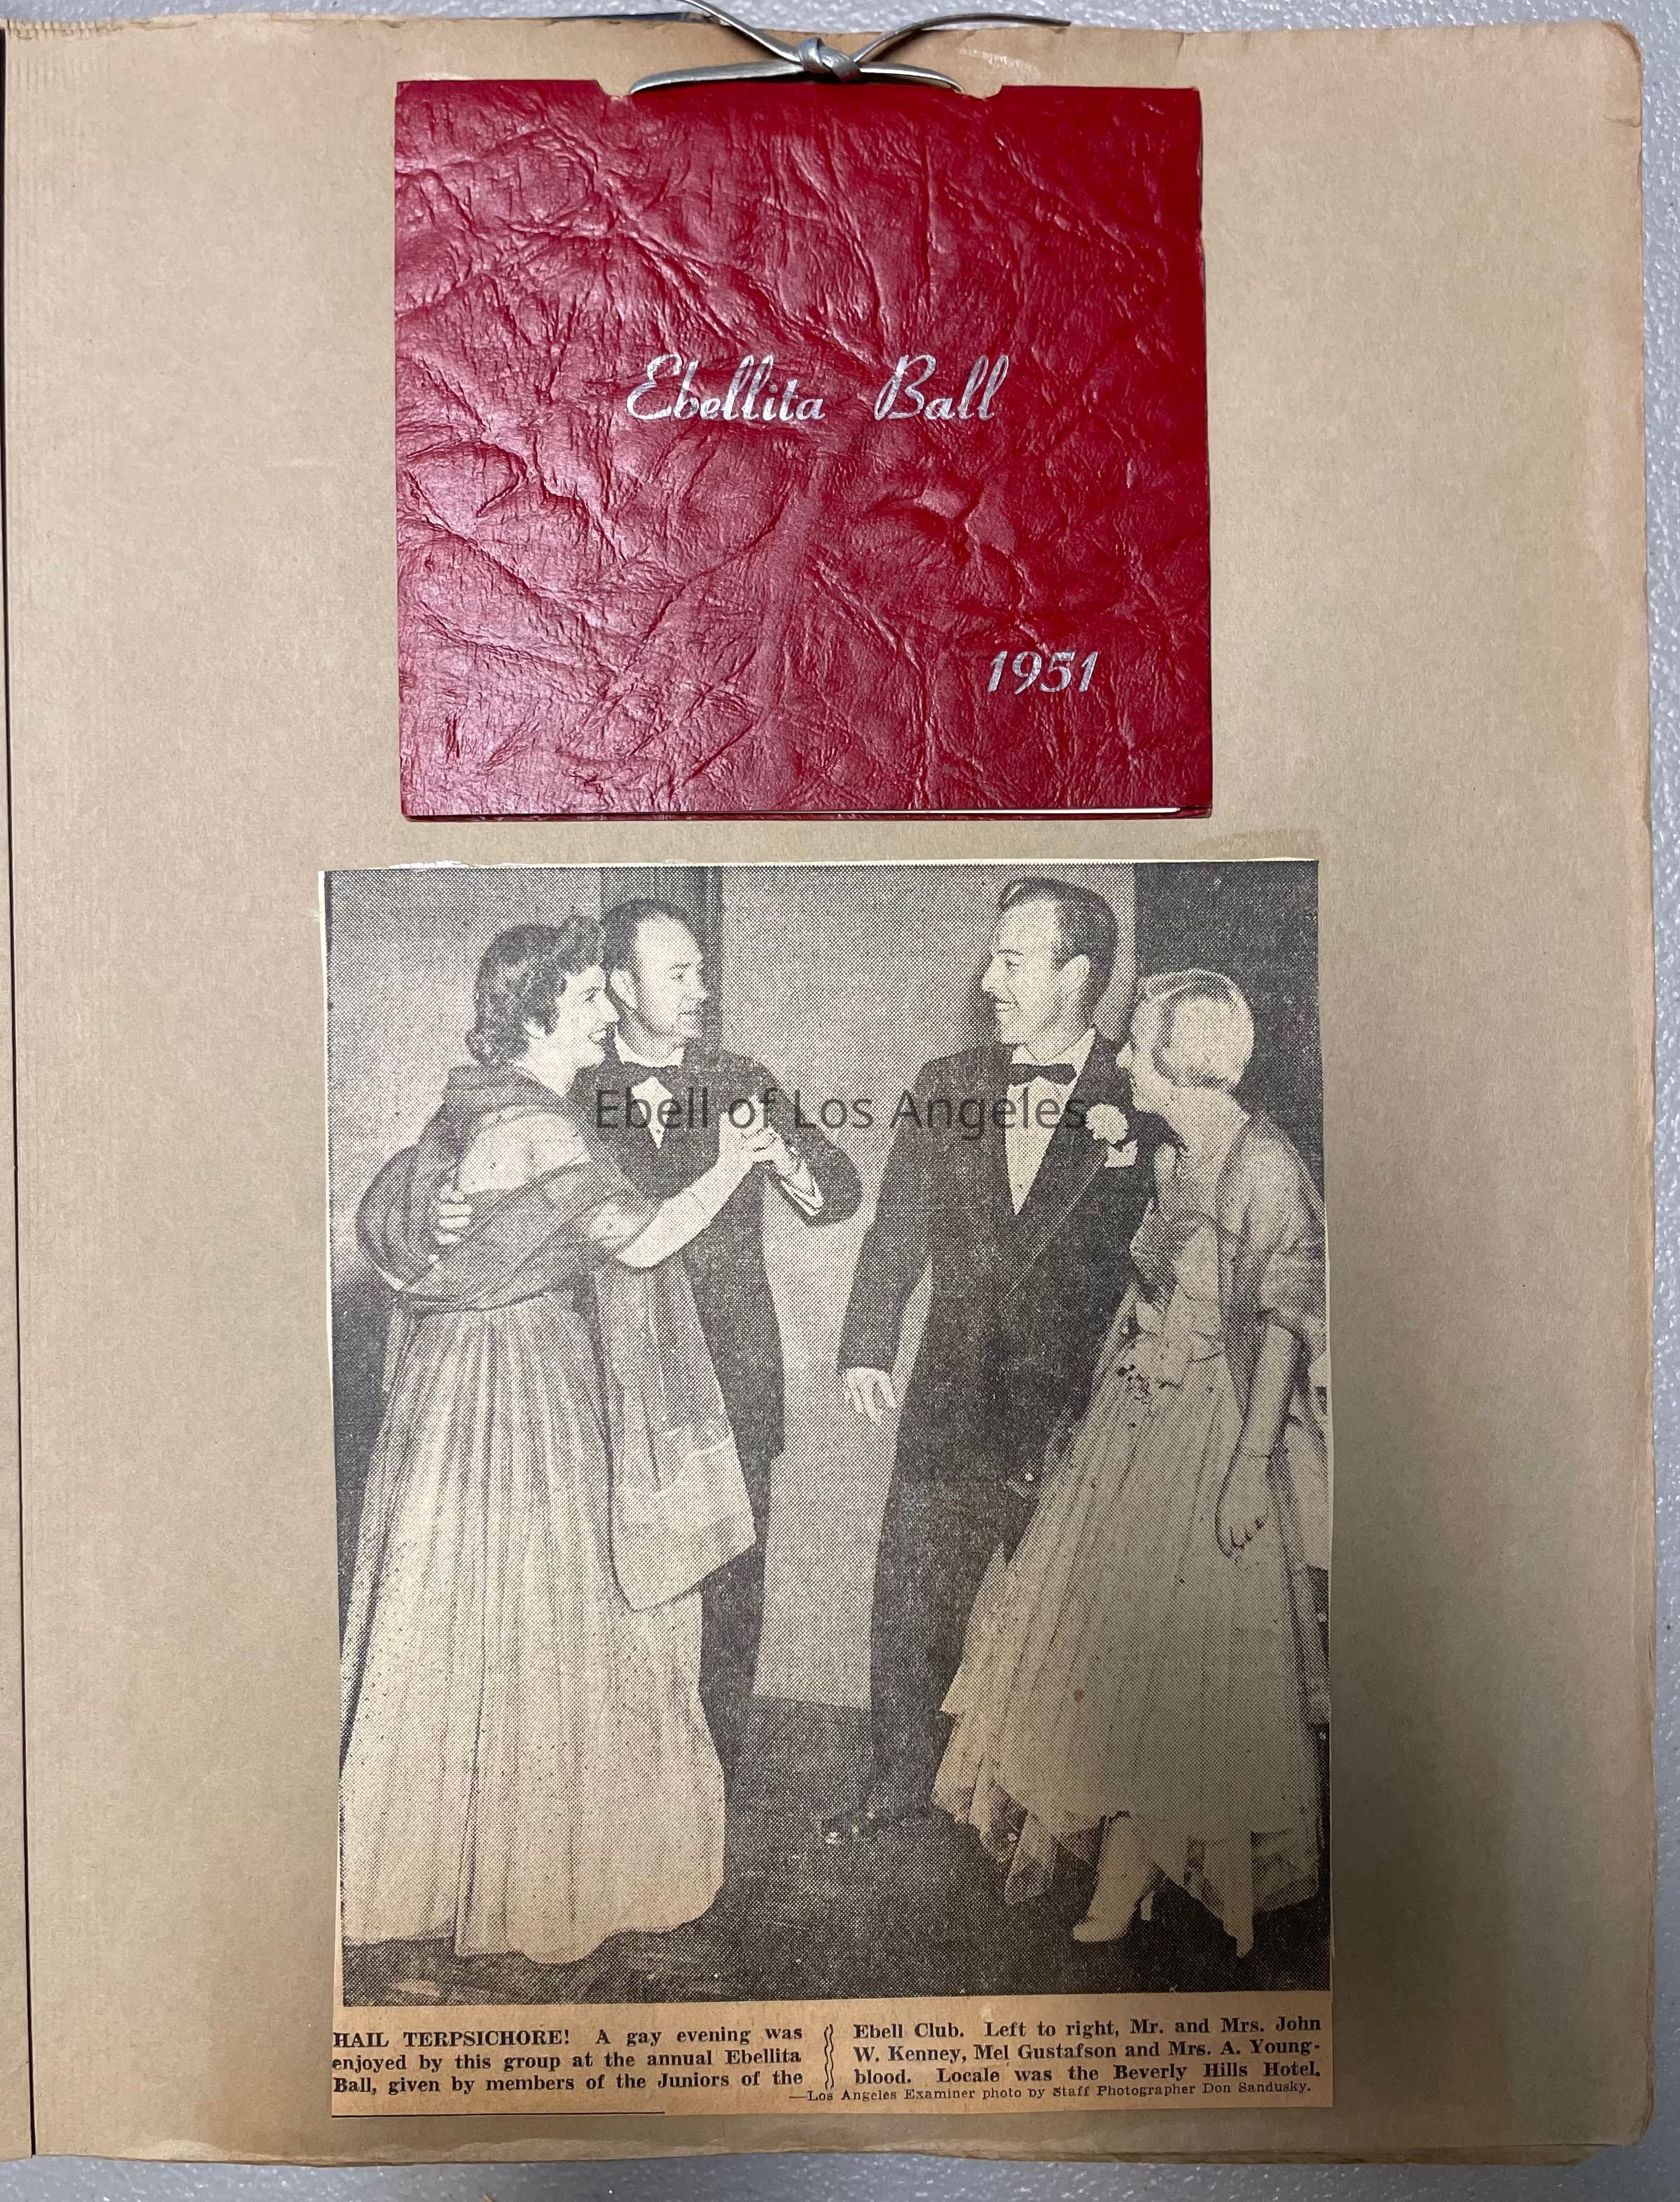 Ebellita Ball
1951
Ebell of Los Angeles
HAIL TERPSICHORE! A gay evening was
enjoyed by this group at the annual Ebellita
Ball, given by members of the Juniors of the
Ebell Club. Left to right, Mr. and Mrs. John
W. Kenney, Mel Gustafson and Mrs. A. Young-
blood. Locale was the Beverly Hills Hotel.
—Los Angeles Examiner photo by Staff Photographer Don Sandusky.